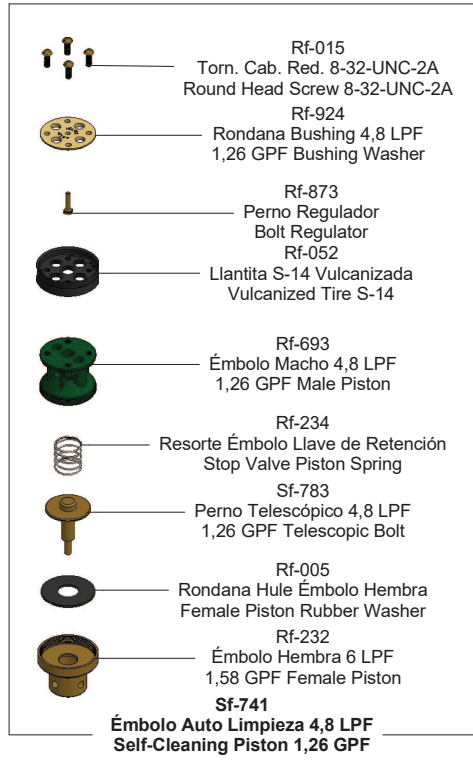 Rf-015
Torn. Cab. Red. 8-32-UNC-2A
Round Head Screw 8-32-UNC-2A
Rf-924
Rondana Bushing 4,8 LPF
1,26 GPF Bushing Washer
Rf-873
Perno Regulador
Bolt Regulator
Rf-052
Llantita S-14 Vulcanizada
Vulcanized Tire S-14
Rf-693
Émbolo Macho 4,8 LPF
1,26 GPF Male Piston
Rf-234
Resorte Émbolo Llave de Retención
Stop Valve Piston Spring
Sf-783
Perno Telescópico 4,8 LPF
1,26 GPF Telescopic Bolt
Rf-005
Rondana Hule Émbolo Hembra
Female Piston Rubber Washer
Rf-232
Émbolo Hembra 6 LPF
1,58 GPF Female Piston
Sf-741
Émbolo Auto Limpieza 4,8 LPF
Self-Cleaning Piston 1,26 GPF